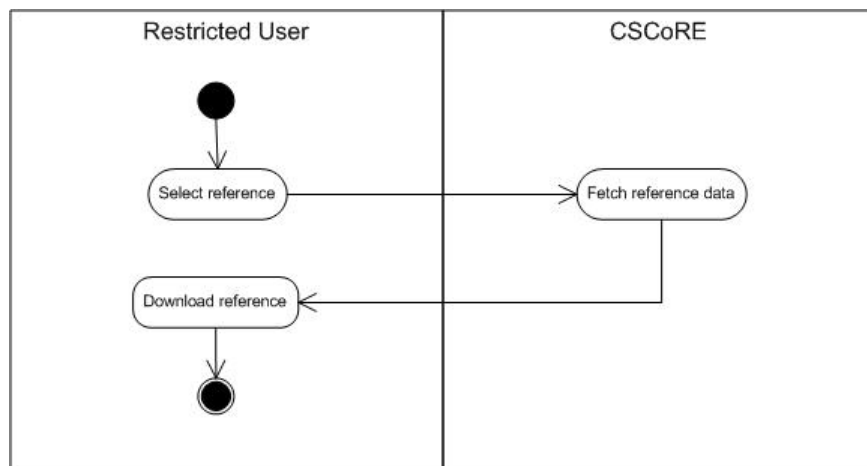 Restricted User
CSCoRE
Select reference
Fetch reference data
Download reference